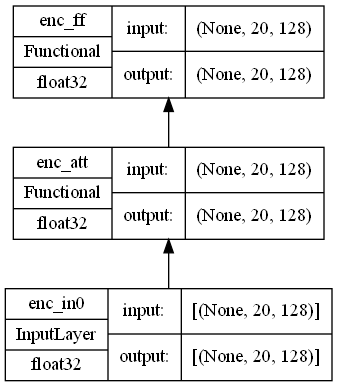 enc_ff
Functional
float32
input:
(None, 20, 128)
output:
(None, 20, 128)
enc_att
Functional
float32
input:
(None, 20, 128)
output:
(None, 20, 128)
enc_in0
InputLayer
float32
input:
[(None, 20, 128)]
output:
[(None, 20, 128)]